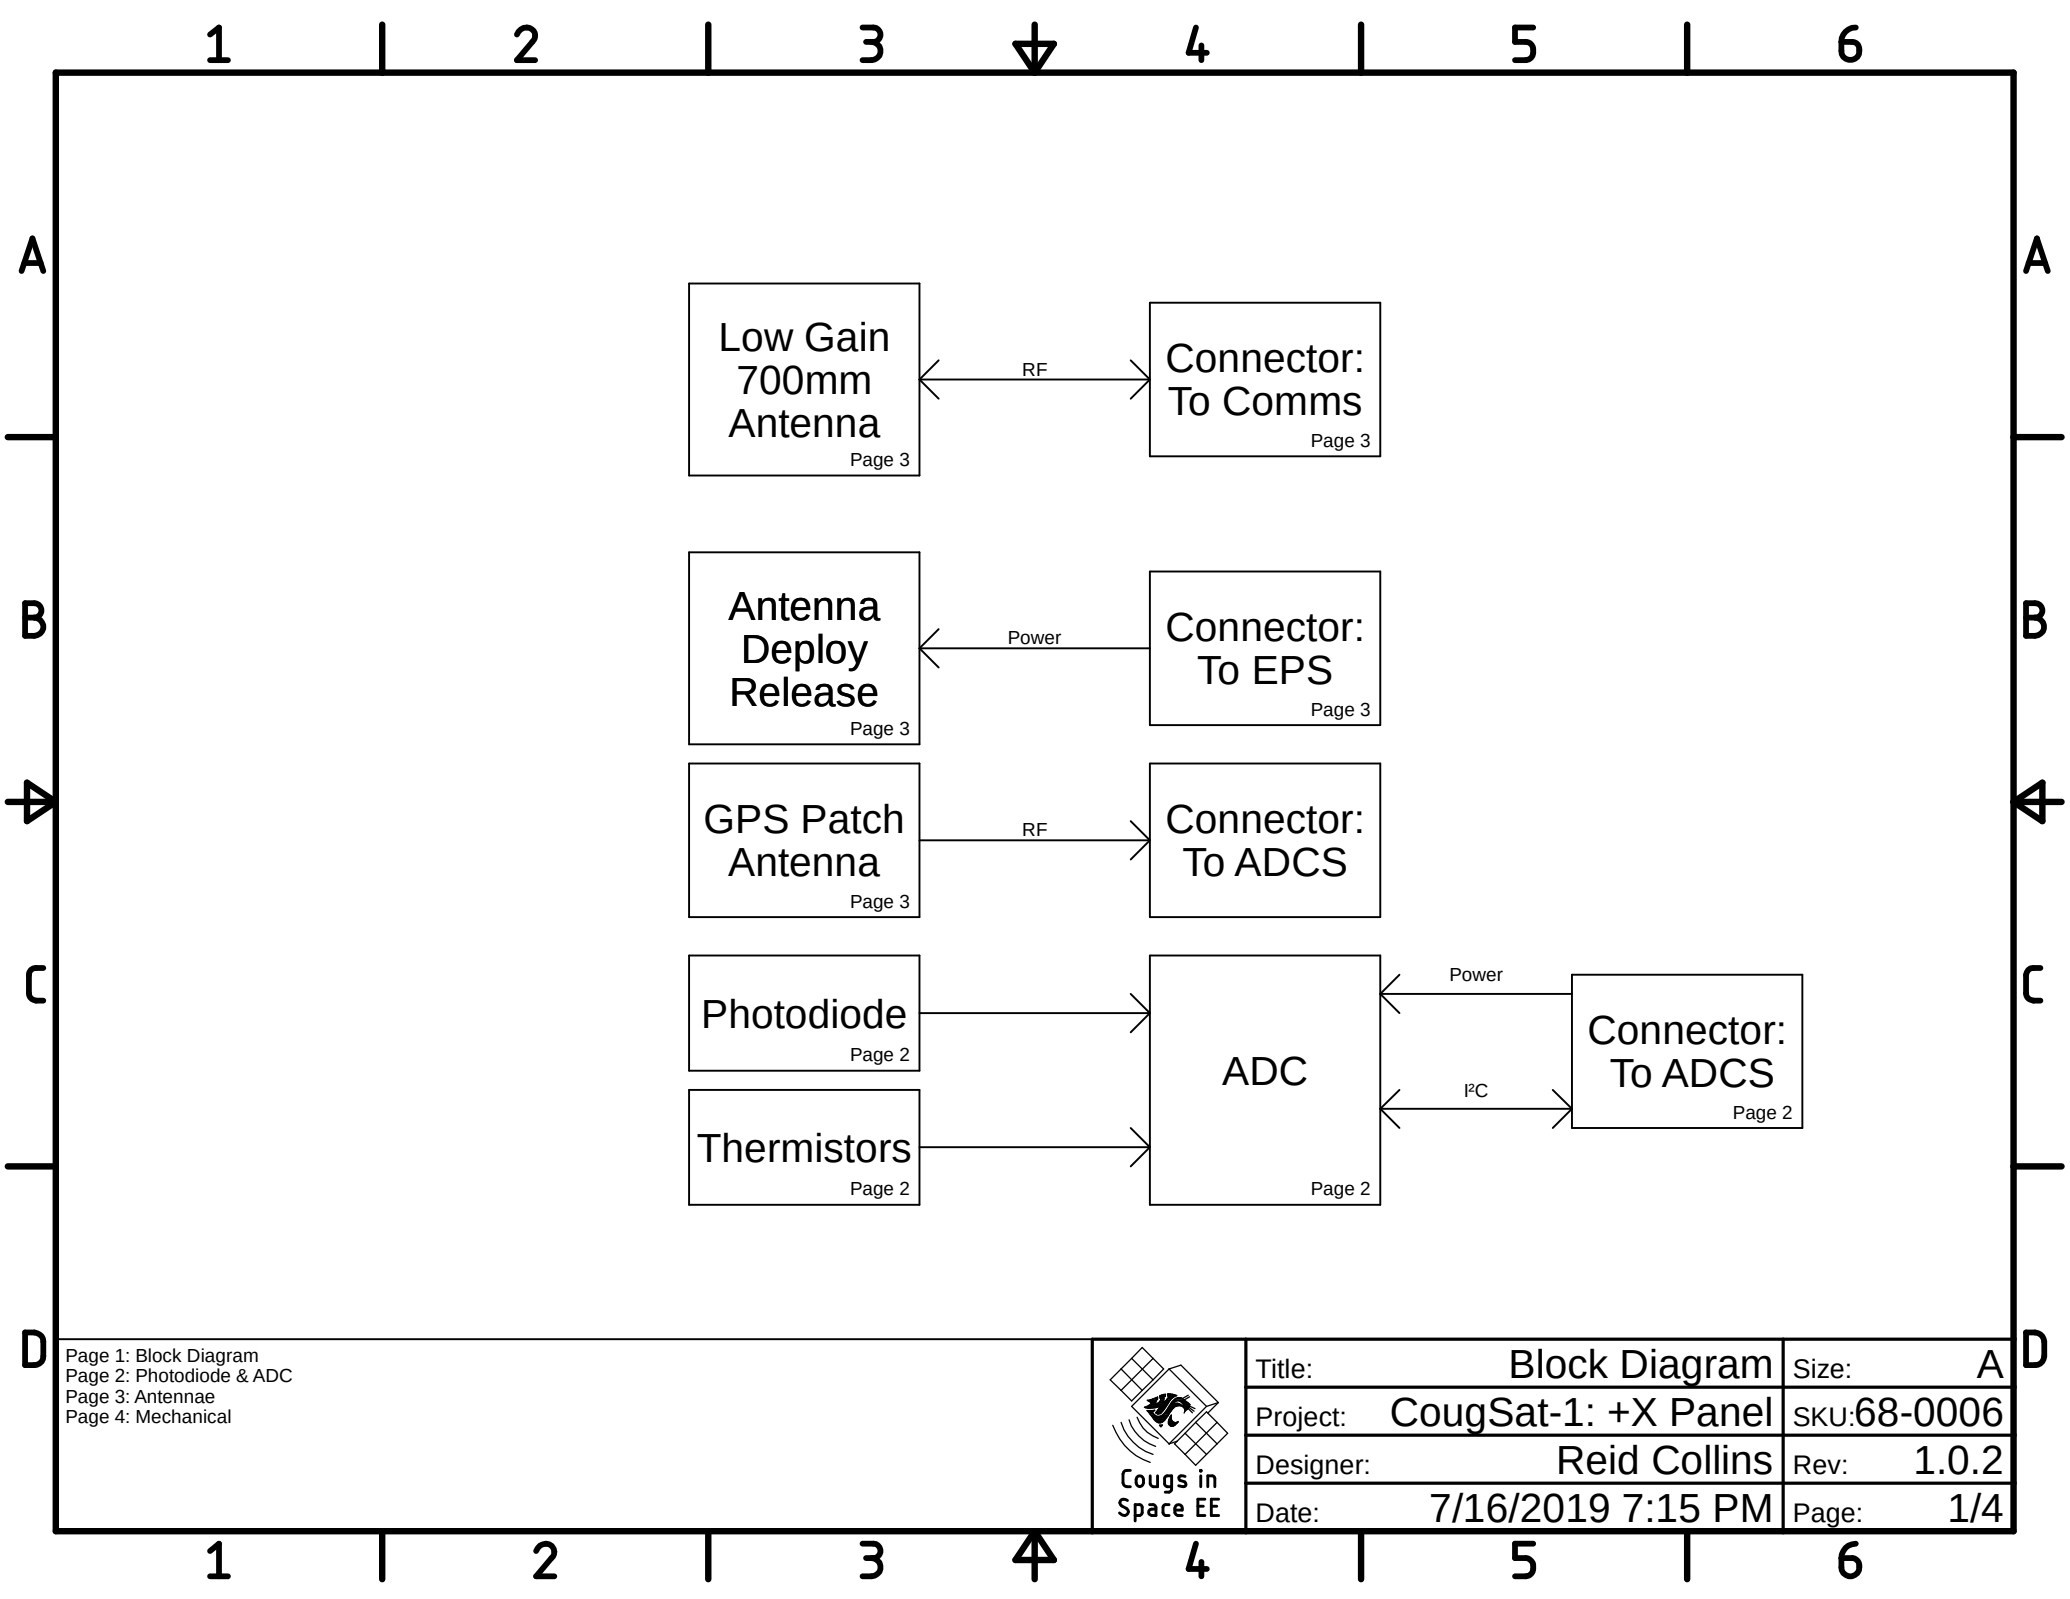 1 2 3 4 5 6
A
A
Low Gain
700mm
Antenna
Page 3
RF
Connector:
To Comms
Page 3
B
B
Antenna
Deploy
Release
Page 3
Power
Connector:
To EPS
Page 3
GPS Patch
Antenna
Page 3
RF
Connector:
To ADCS
C
C
Photodiode
Page 2
Thermistors
Page 2
ADC
Page 2
Power
I²C
Connector:
To ADCS
Page 2
D
D
Page 1: Block Diagram
Page 2: Photodiode & ADC
Page 3: Antennae
Page 4: Mechanical
Cougs in
Space EE
Title: Block Diagram
Size: A
Project: CougSat-1: +X Panel
SKU: 68-0006
Designer: Reid Collins
Rev: 1.0.2
Date: 7/16/2019 7:15 PM
Page: 1/4
1 2 3 4 5 6